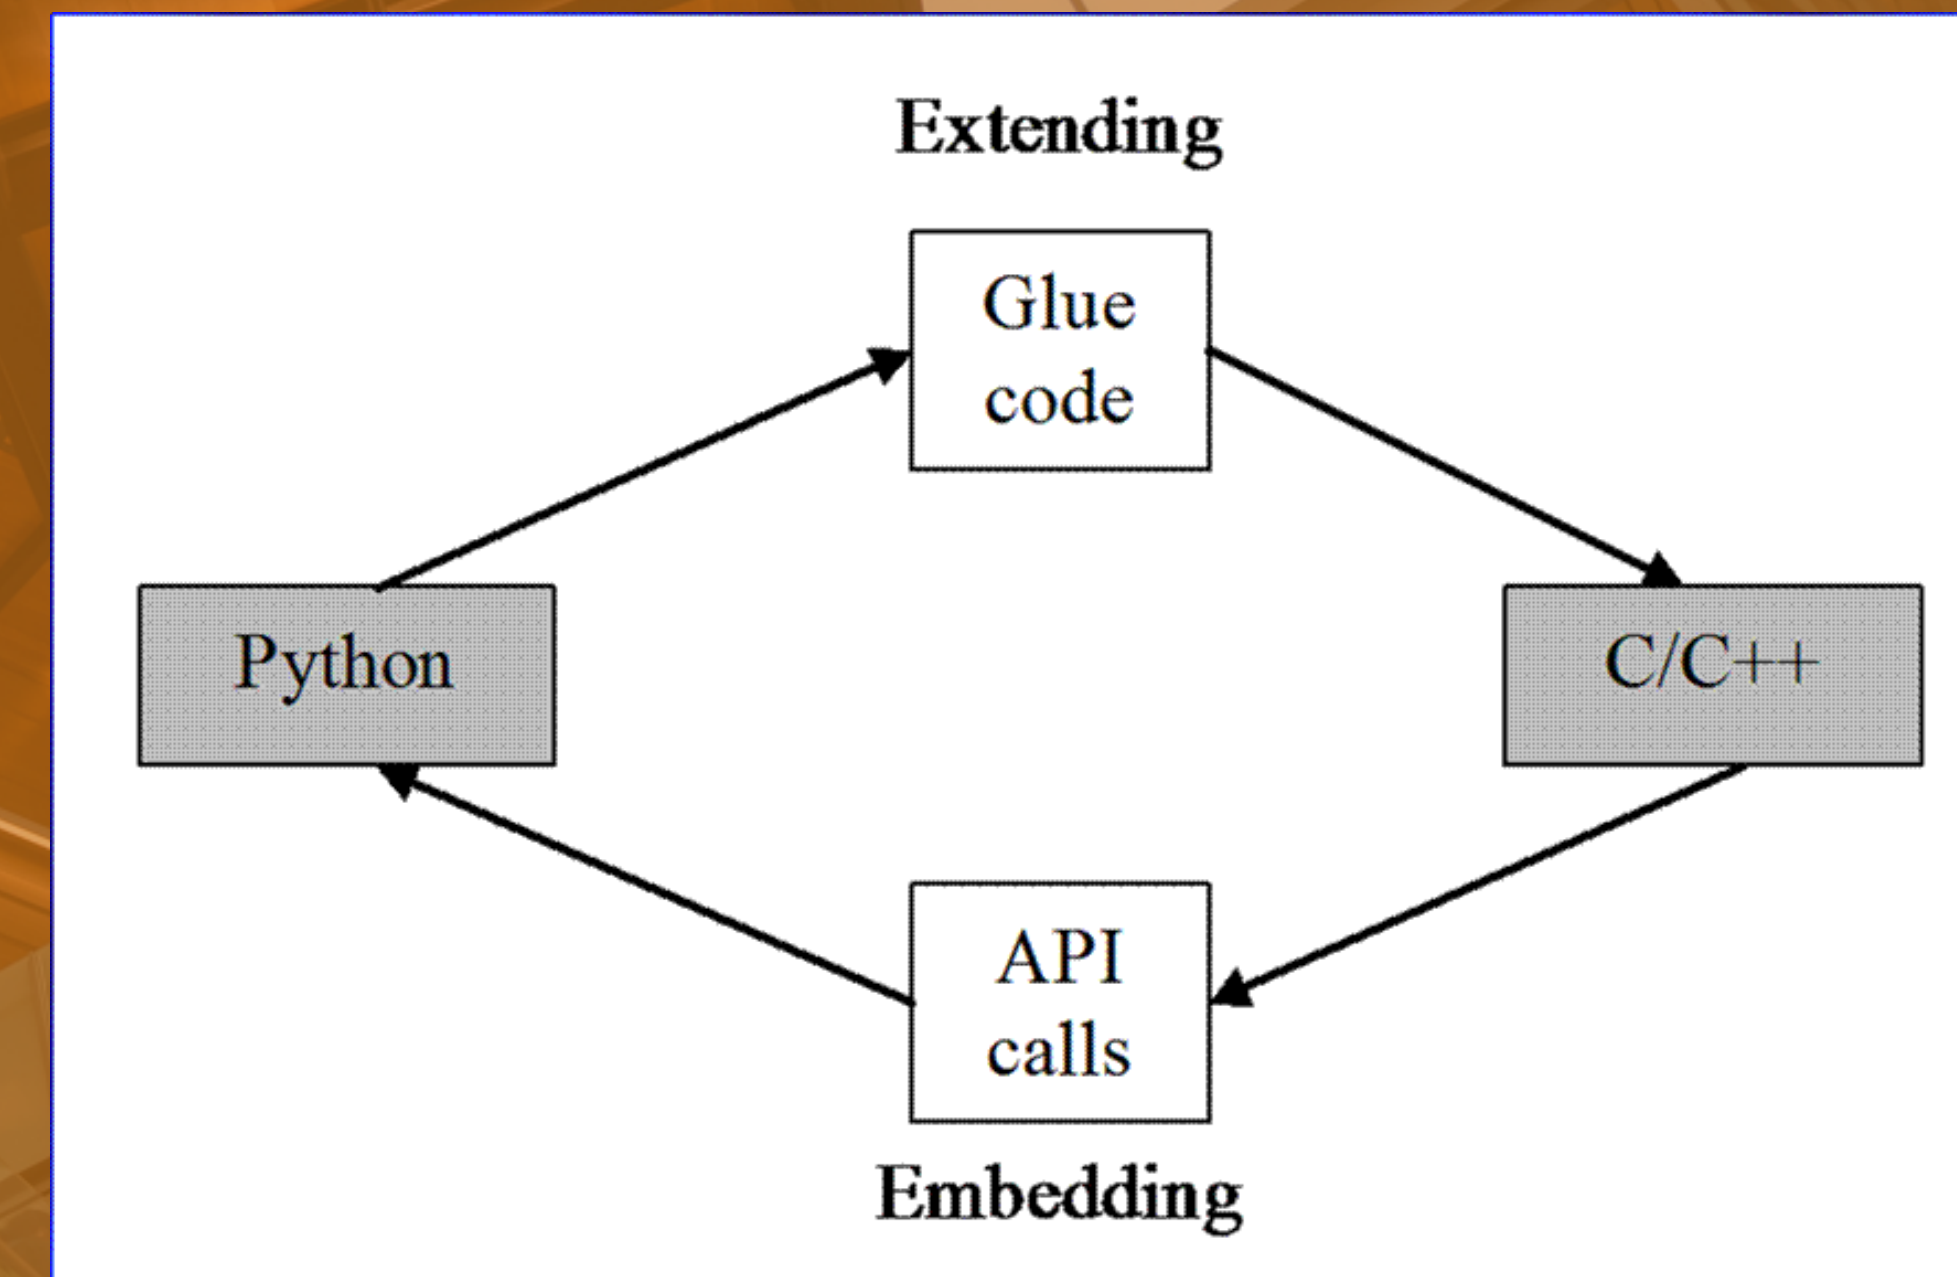 Extending
Glue
code
Python
C/C++
API
calls
Embedding